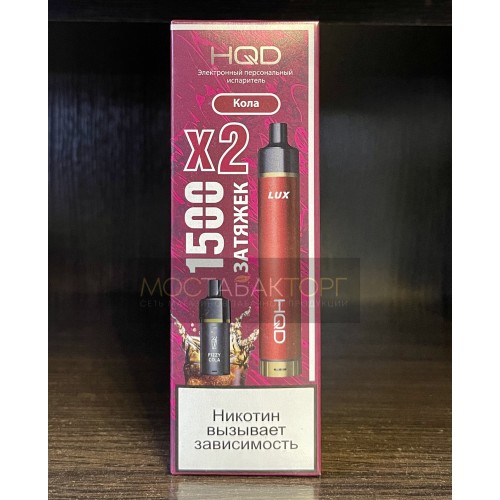 HQD
Электронный персональный
испаритель
Кола
1500
ЗАТЯЖЕК
X2
LUX
HQD
FIZZY
COLA
МОСТАБАКТОРГ
Никотин
вызывает
зависимость